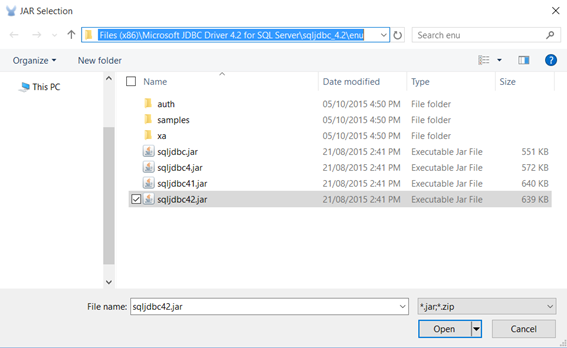 JAR Selection
Files (x86)\Microsoft JDBC Driver 4.2 for SQL Server\sqljdbc_4.2\enu
Search enu
Organize New folder
This PC
Name Date modified Type Size
auth 05/10/2015 4:50 PM File folder
samples 05/10/2015 4:50 PM File folder
xa 05/10/2015 4:50 PM File folder
sqljdbc.jar 21/08/2015 2:41 PM Executable Jar File 551 KB
sqljdbc4.jar 21/08/2015 2:41 PM Executable Jar File 572 KB
sqljdbc41.jar 21/08/2015 2:41 PM Executable Jar File 640 KB
sqljdbc42.jar 21/08/2015 2:41 PM Executable Jar File 639 KB
File name: sqljdbc42.jar *.jar;*.zip
Open Cancel